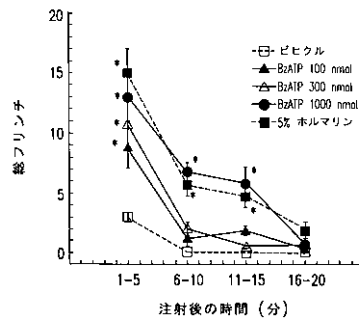 総フリンチ
20
15
10
5
0
ビヒクル
BzATP 100 nmol
BzATP 300 nmol
BzATP 1000 nmol
5% ホルマリン
* * * * * * * *
1-5 6-10 11-15 16-20
注射後の時間 (分)